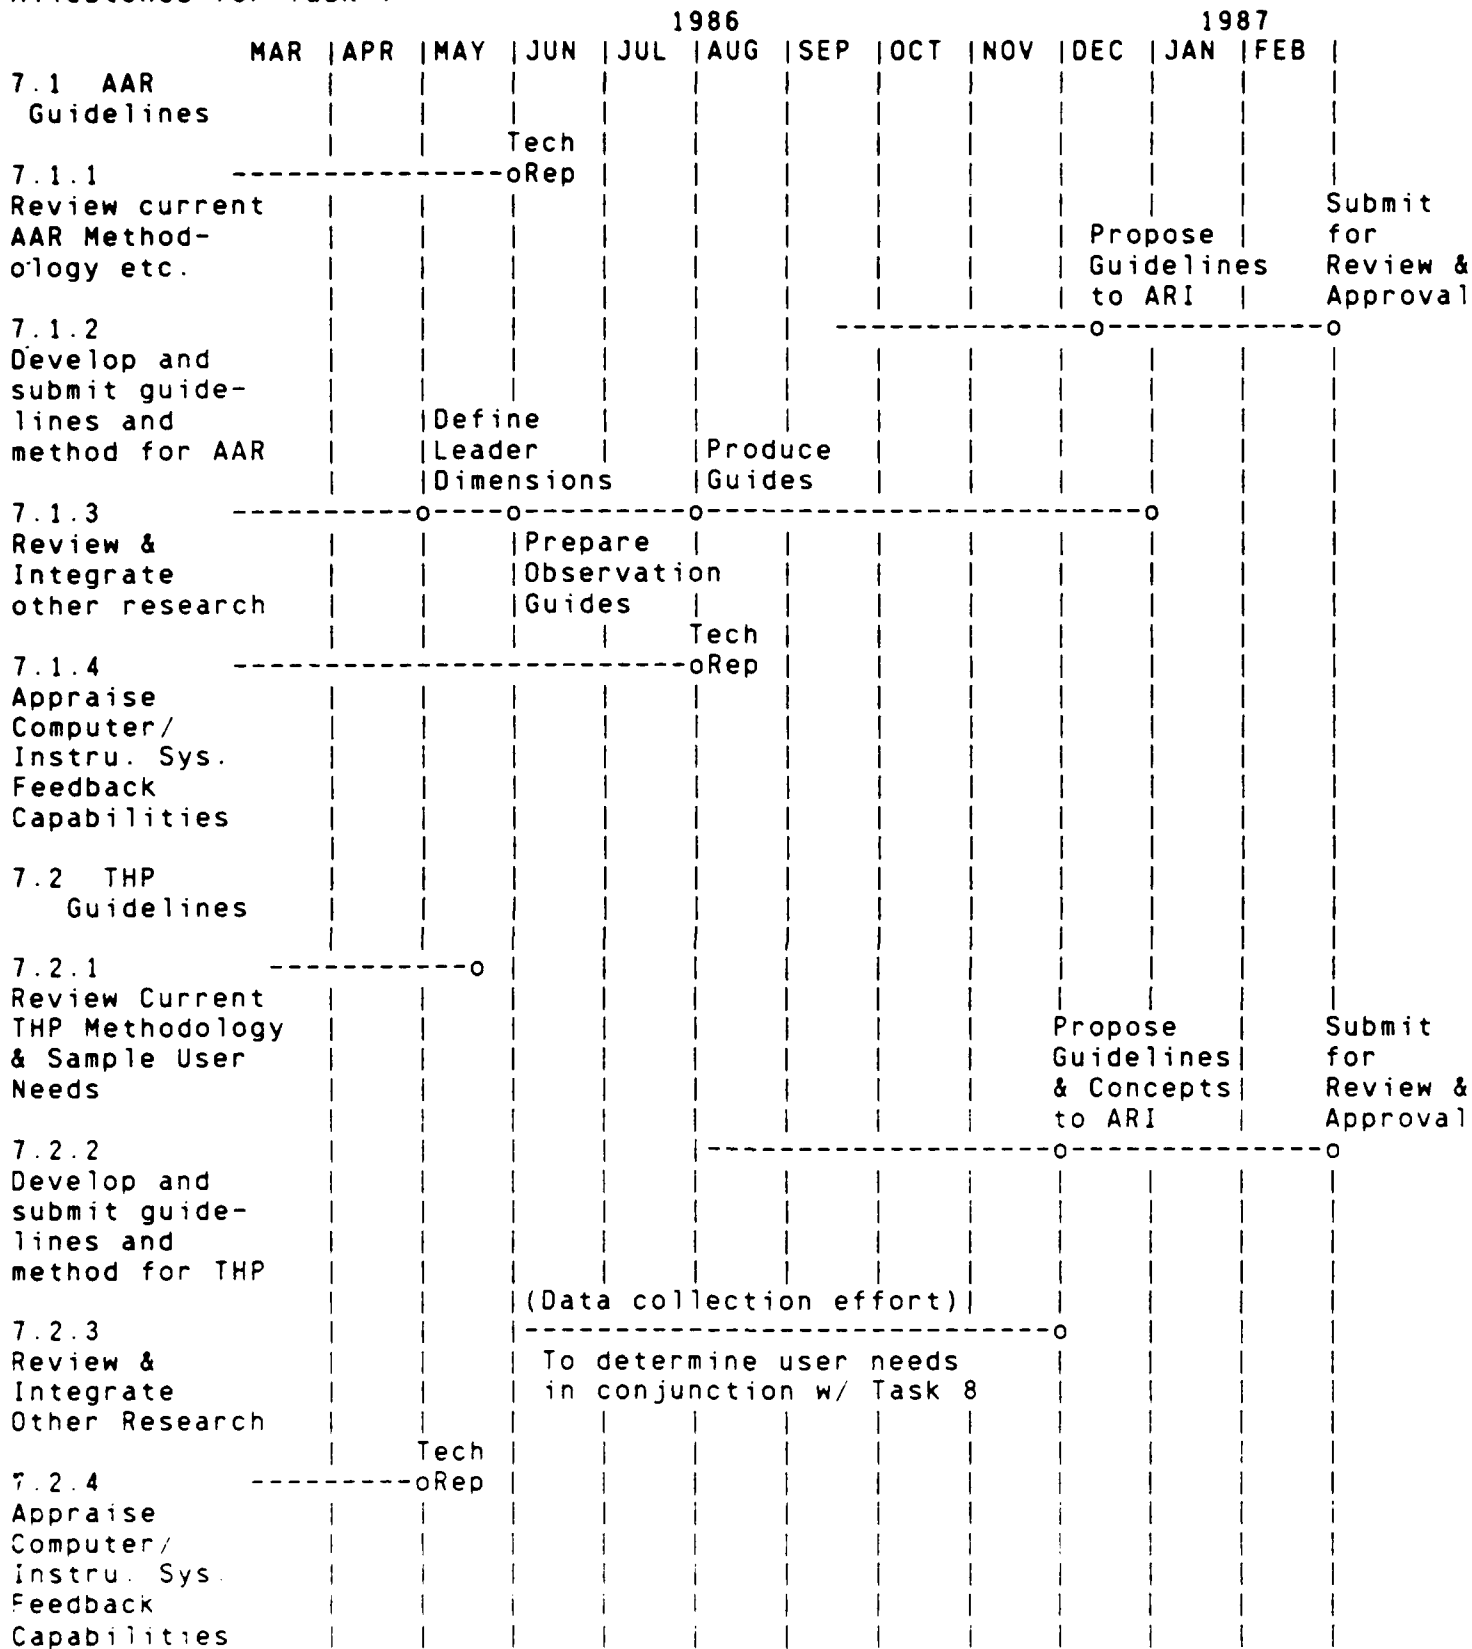 1986 1987
MAR |APR |MAY |JUN |JUL |AUG |SEP |OCT |NOV |DEC |JAN |FEB |
7.1 AAR
Guidelines
Tech
7.1.1 ---------------oRep
Review current Submit
AAR Method- Propose for
ology etc. Guidelines Review &
to ARI Approval
7.1.2 --------------o------------o
Develop and
submit guide-
lines and Define
method for AAR Leader Produce
Dimensions Guides
7.1.3 ----------o----o---------o------------------------o
Review & Prepare
Integrate Observation
other research Guides
Tech
7.1.4 -------------------------oRep
Appraise
Computer/
Instru. Sys.
Feedback
Capabilities
7.2 THP
Guidelines
7.2.1 -----------o
Review Current
THP Methodology Propose Submit
& Sample User Guidelines for
Needs & Concepts Review &
to ARI Approval
7.2.2 -------------------o--------------o
Develop and
submit guide-
lines and
method for THP
(Data collection effort)
7.2.3 -----------------------------o
Review & To determine user needs
Integrate in conjunction w/ Task 8
Other Research
Tech
7.2.4 ---------oRep
Appraise
Computer/
Instru. Sys.
Feedback
Capabilities